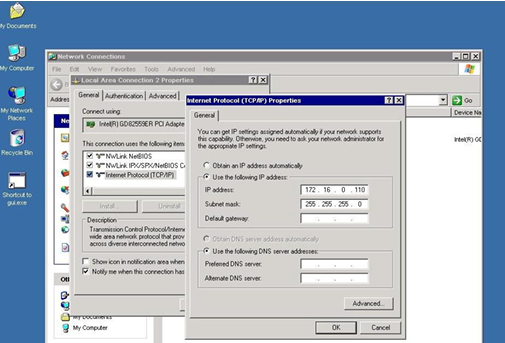 My Documents
My Computer
My Network
Places
Recycle Bin
Shortcut to
gui.exe
Network Connections
File Edit View Favorites Tools Advanced Help
Address
Go
Device Na
Intel(R) GD
My Documents
My Computer
Local Area Connection 2 Properties
General Authentication Advanced
Connect using:
Intel(R) GD82559ER PCI Adapte
This connection uses the following items
NWLink NetBIOS
NWLink IPX/SPX/NetBIOS Co
Internet Protocol (TCP/IP)
Install...
Uninstall
Description
Transmission Control Protocol/Interne
wide area network protocol that prov
across diverse interconnected netwo
Show icon in notification area when
Notify me when this connection has
Internet Protocol (TCP/IP) Properties
General
You can get IP settings assigned automatically if your network supports
this capability. Otherwise, you need to ask your network administrator for
the appropriate IP settings.
Obtain an IP address automatically
Use the following IP address:
IP address: 172 . 16 . 0 . 110
Subnet mask: 255 . 255 . 255 . 0
Default gateway: . . .
Obtain DNS server address automatically
Use the following DNS server addresses:
Preferred DNS server: . . .
Alternate DNS server: . . .
Advanced...
OK Cancel